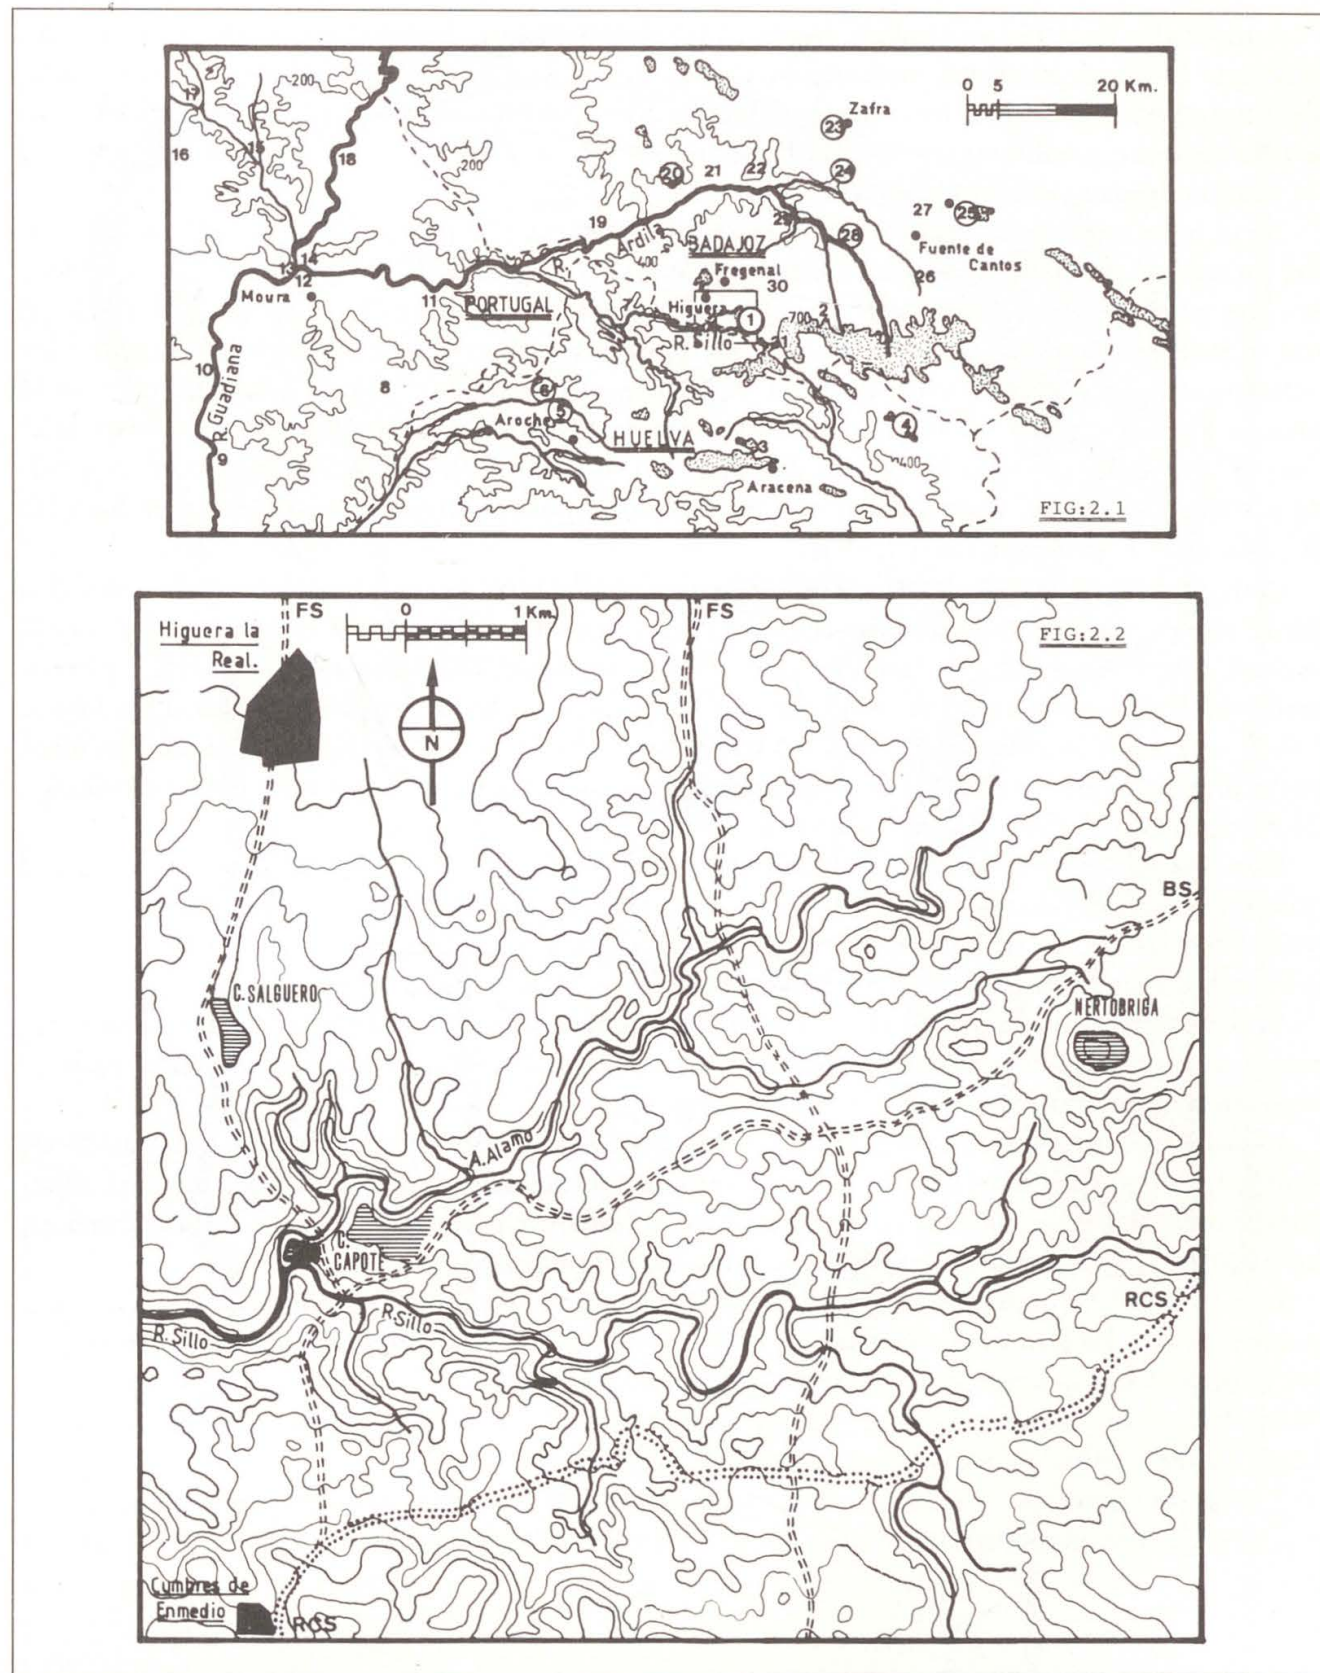 0 5 20 Km.
200
17
Zafra
23
16
15
18
200
20
21
22
24
19
27
25
R. Ardila
BADAJOZ
29
28
Fuente de
Cantos
14
13
12
400
Fregenal
26
Moura
11
PORTUGAL
7
30
Higuera
1
700
2
R. Sillo
31
10
R. Guadiana
8
6
5
Aroche
4
HUELVA
3
9
400
Aracena
FIG:2.1
FS
0 1 Km.
FS
Higuera la
Real.
FIG:2.2
N
BS
C. SALGUERO
NERTOBRIGA
A. Alamo
C.
CAPOTE
RCS
R. Sillo
R. Sillo
Cumbres de
Enmedio
RCS